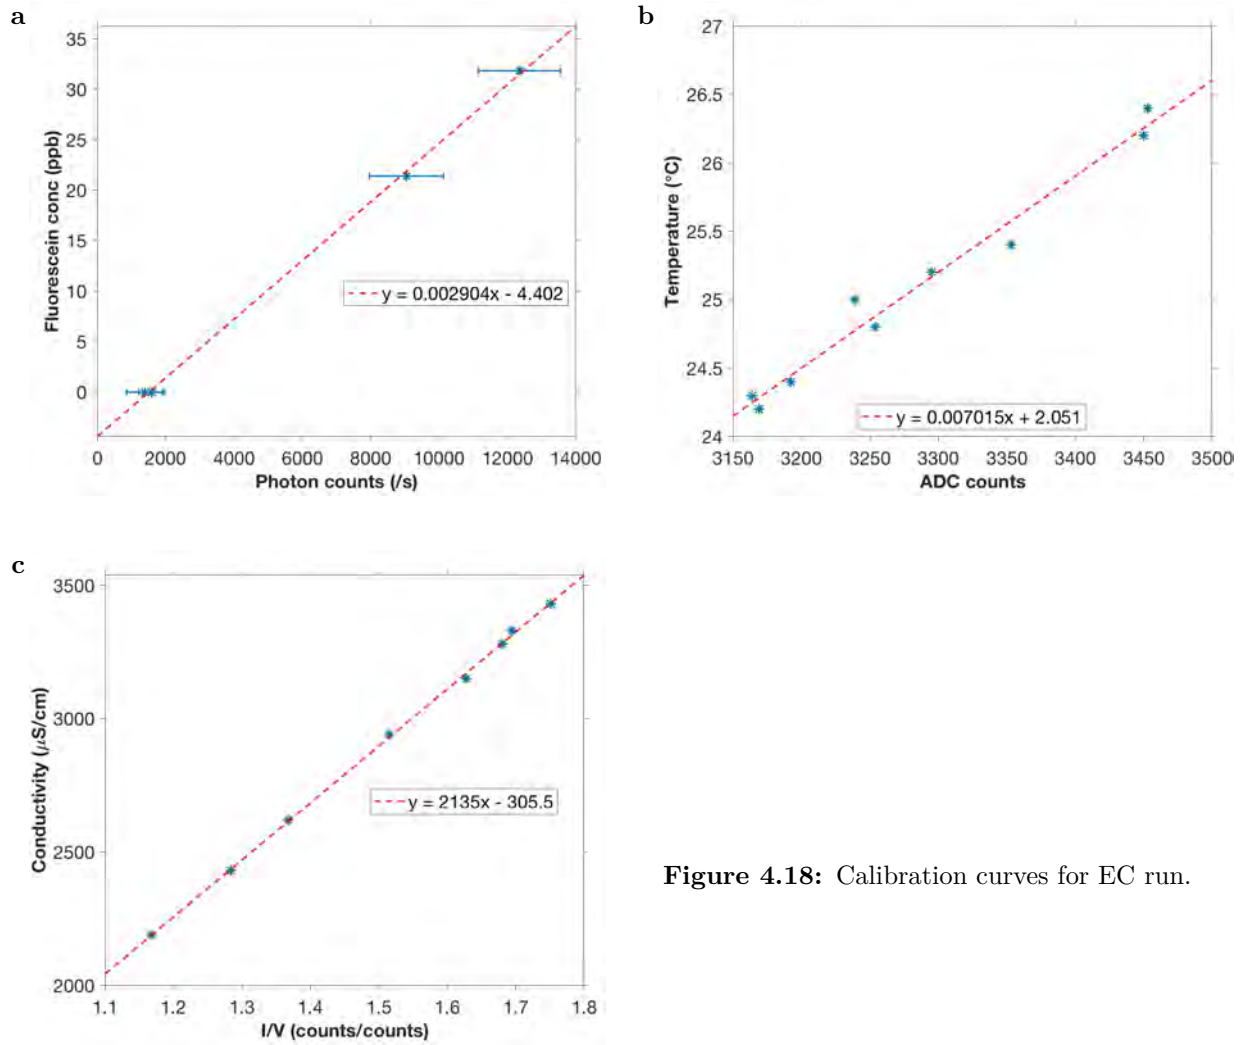 a
35
30
25
20
15
10
5
0
Fluorescein conc (ppb)
y = 0.002904x - 4.402
0 2000 4000 6000 8000 10000 12000 14000
Photon counts (/s)
b
27
26.5
26
25.5
25
24.5
24
Temperature (°C)
y = 0.007015x + 2.051
3150 3200 3250 3300 3350 3400 3450 3500
ADC counts
c
3500
3000
2500
2000
Conductivity (μS/cm)
y = 2135x - 305.5
1.1 1.2 1.3 1.4 1.5 1.6 1.7 1.8
I/V (counts/counts)
Figure 4.18: Calibration curves for EC run.